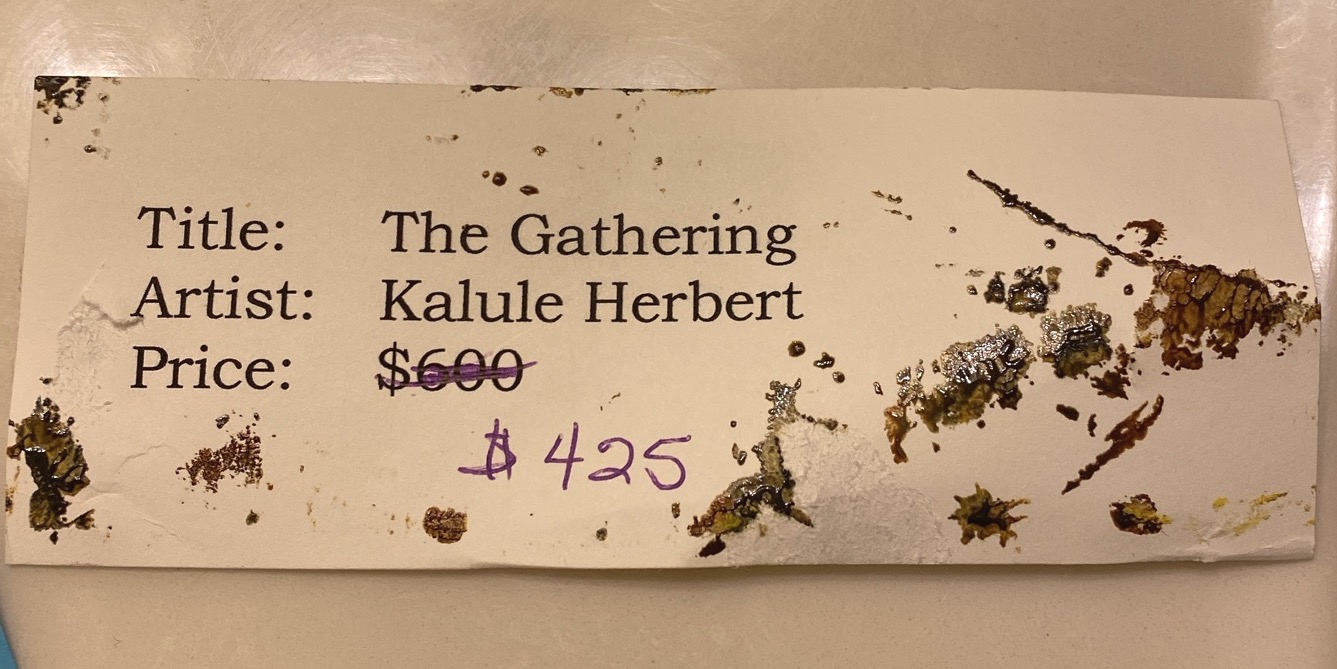 Title: The Gathering
Artist: Kalule Herbert
Price: $600
$425